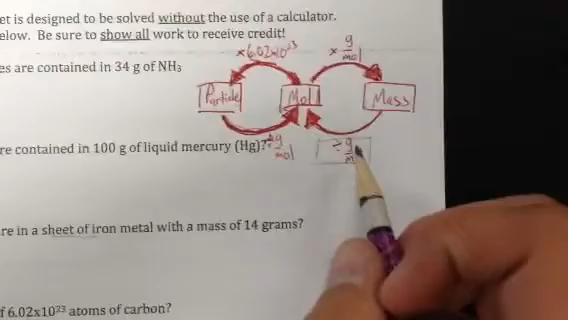 et is designed to be solved without the use of a calculator.
elow. Be sure to show all work to receive credit!
×6.02×10²³
× g/mol
es are contained in 34 g of NH₃
Particle
Mol
Mass
re contained in 100 g of liquid mercury (Hg)?
÷ g/mol
÷ g/m
re in a sheet of iron metal with a mass of 14 grams?
f 6.02x10²³ atoms of carbon?